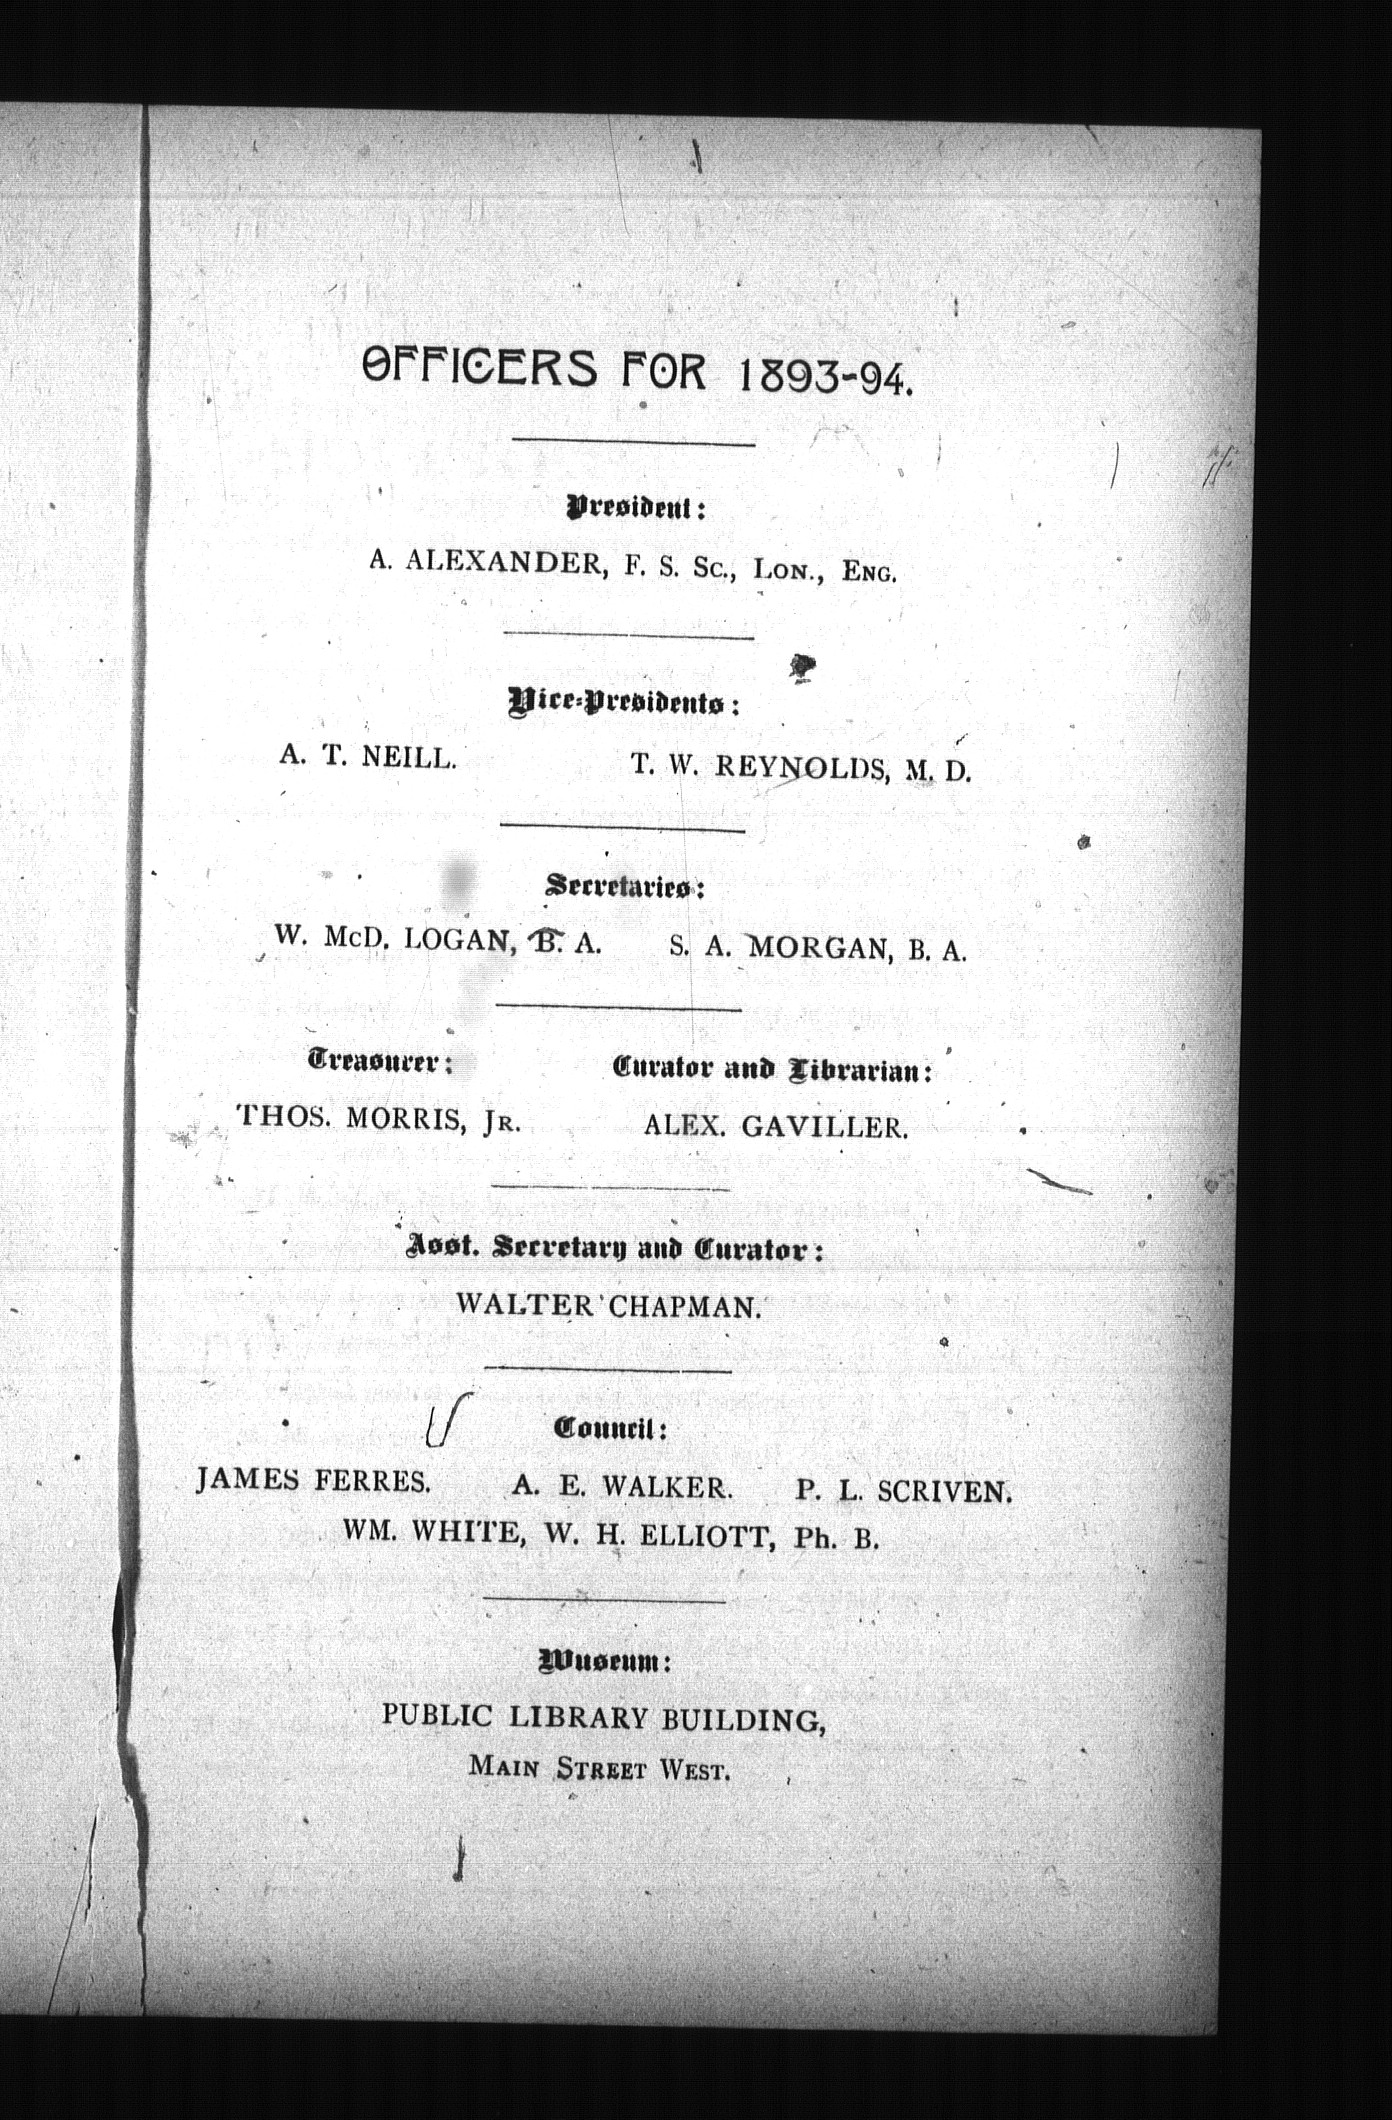 OFFICERS FOR 1893-94.
President:
A. ALEXANDER, F. S. Sc., Lon., Eng.
Vice-Presidents:
A. T. NEILL. T. W. REYNOLDS, M. D.
Secretaries:
W. McD. LOGAN, B. A. S. A. MORGAN, B. A.
Treasurer: Curator and Librarian:
THOS. MORRIS, Jr. ALEX. GAVILLER.
Asst. Secretary and Curator:
WALTER CHAPMAN.
Council:
JAMES FERRES. A. E. WALKER. P. L. SCRIVEN.
WM. WHITE, W. H. ELLIOTT, Ph. B.
Museum:
PUBLIC LIBRARY BUILDING,
Main Street West.